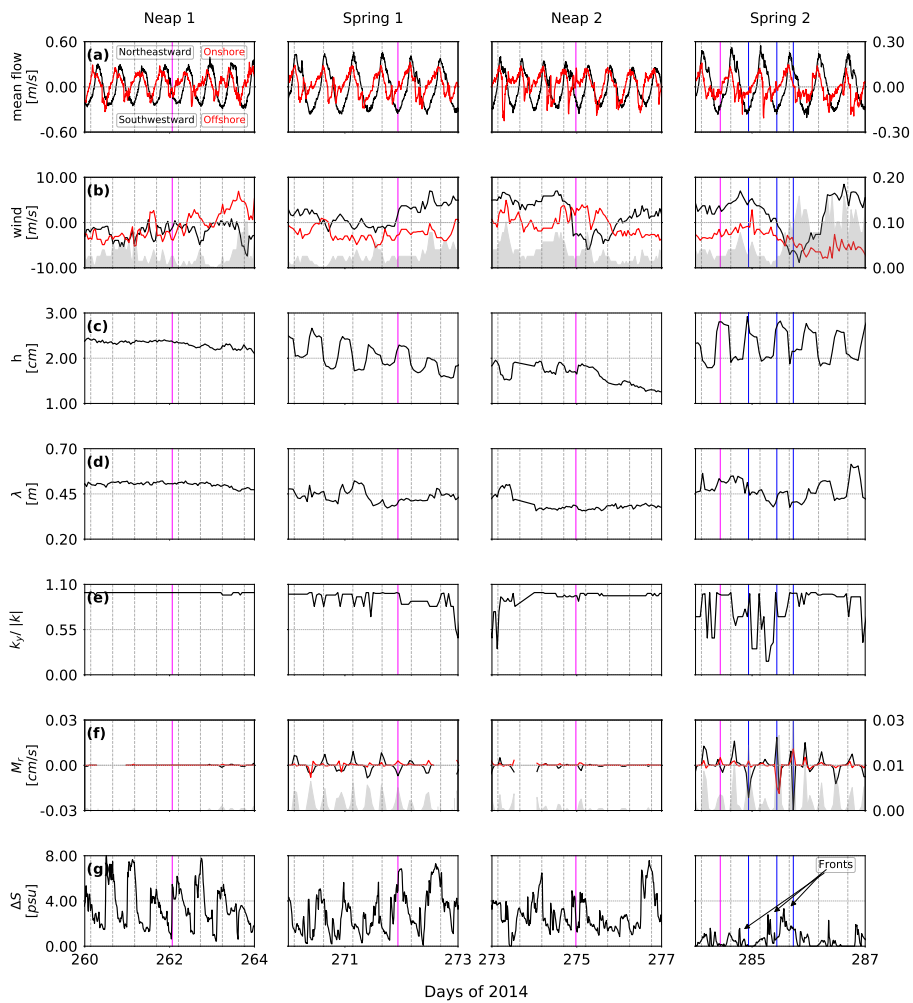 Neap 1 Spring 1 Neap 2 Spring 2
(a) Northeastward Onshore
Southwestward Offshore
mean flow
[m/s]
0.60
0.00
-0.60
0.30
0.00
-0.30
(b)
wind
[m/s]
10.00
0.00
-10.00
0.20
0.10
0.00
(c)
h
[cm]
3.00
2.00
1.00
(d)
λ
[m]
0.70
0.45
0.20
(e)
k_y/ |k|
1.10
0.55
0.00
(f)
M_r
[cm/s]
0.03
0.00
-0.03
0.03
0.01
0.00
(g)
ΔS
[psu]
8.00
4.00
0.00
Fronts
260 262 264 271 273 273 275 277 285 287
Days of 2014